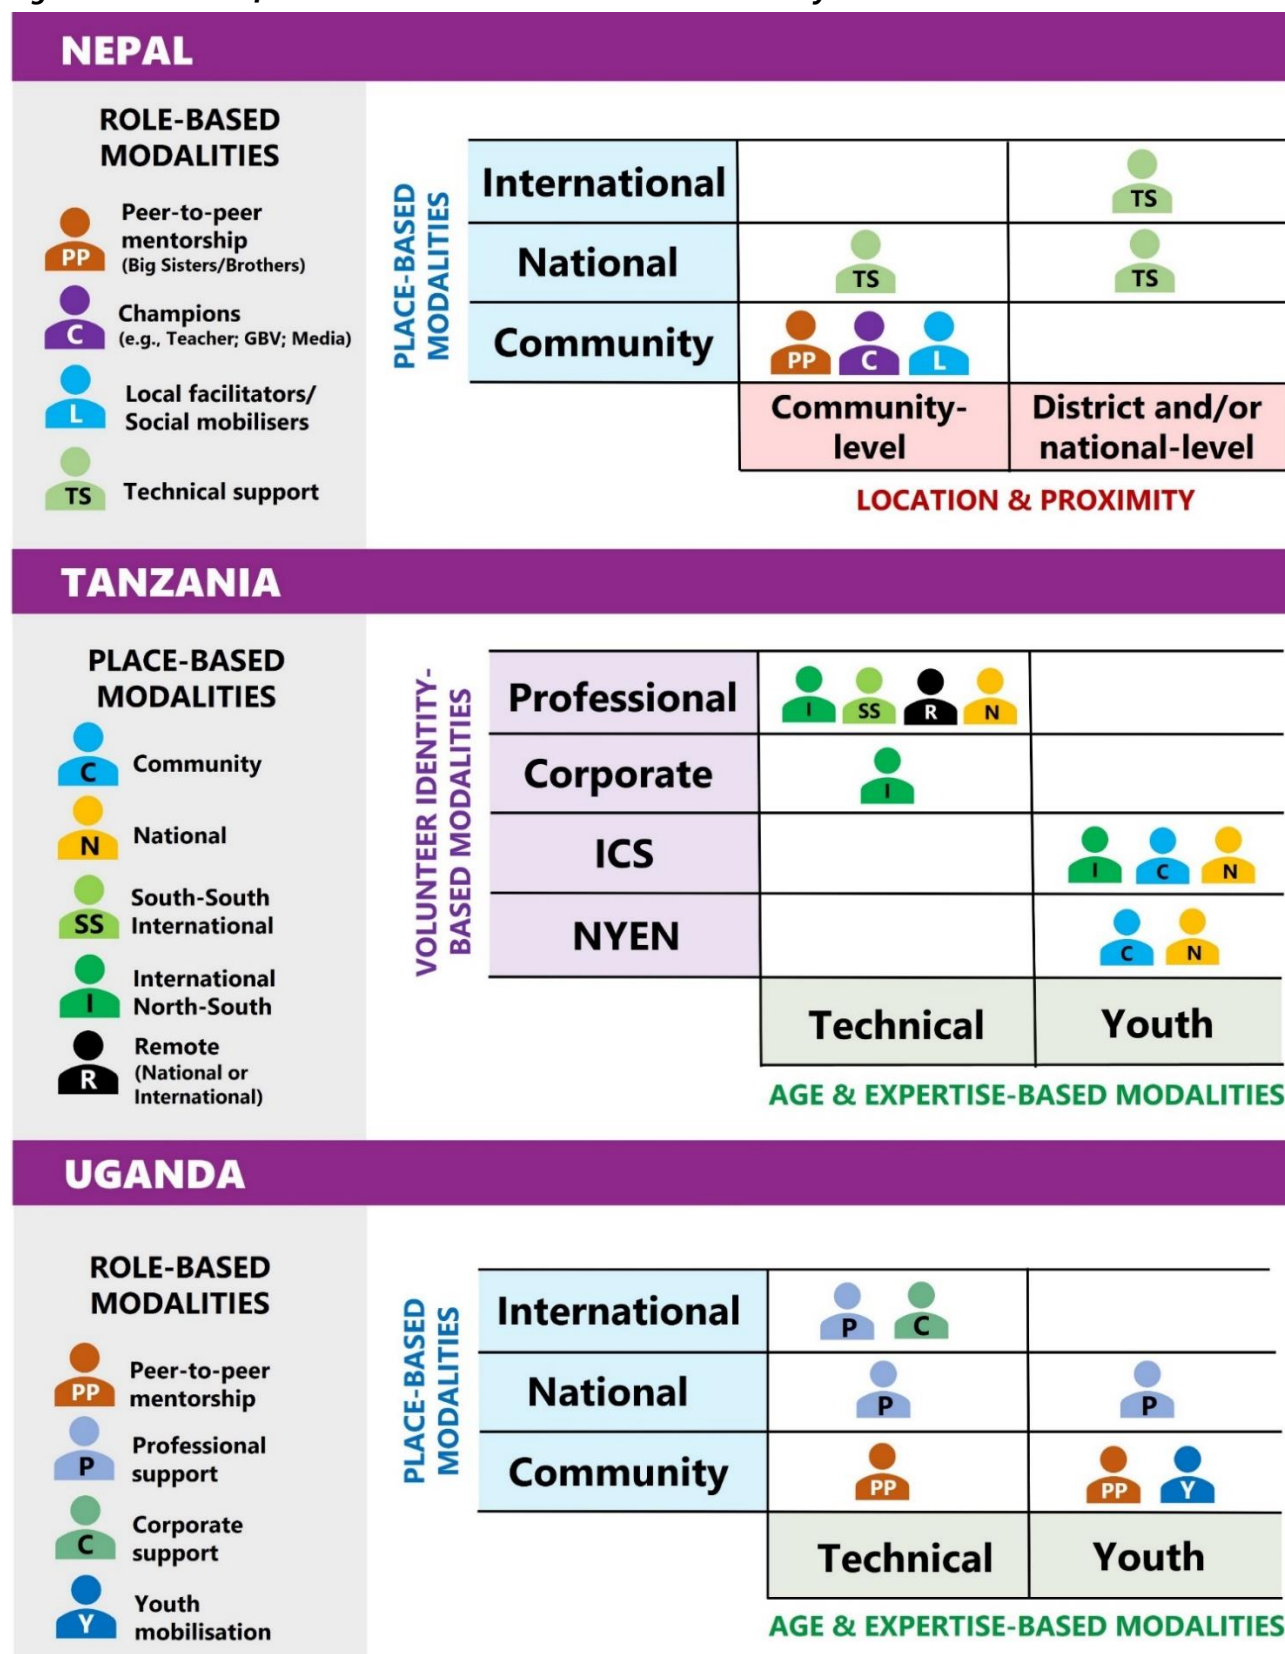 NEPAL
ROLE-BASED
MODALITIES
PP
Peer-to-peer
mentorship
(Big Sisters/Brothers)
C
Champions
(e.g., Teacher; GBV; Media)
L
Local facilitators/
Social mobilisers
TS
Technical support
PLACE-BASED
MODALITIES
International
TS
National
TS
TS
Community
PP
C
L
Community-
level
District and/or
national-level
LOCATION & PROXIMITY
TANZANIA
PLACE-BASED
MODALITIES
C
Community
N
National
SS
South-South
International
I
International
North-South
R
Remote
(National or
International)
VOLUNTEER IDENTITY-
BASED MODALITIES
Professional
I
SS
R
N
Corporate
I
ICS
I
C
N
NYEN
C
N
Technical
Youth
AGE & EXPERTISE-BASED MODALITIES
UGANDA
ROLE-BASED
MODALITIES
PP
Peer-to-peer
mentorship
P
Professional
support
C
Corporate
support
Y
Youth
mobilisation
PLACE-BASED
MODALITIES
International
P
C
National
P
P
Community
PP
PP
Y
Technical
Youth
AGE & EXPERTISE-BASED MODALITIES